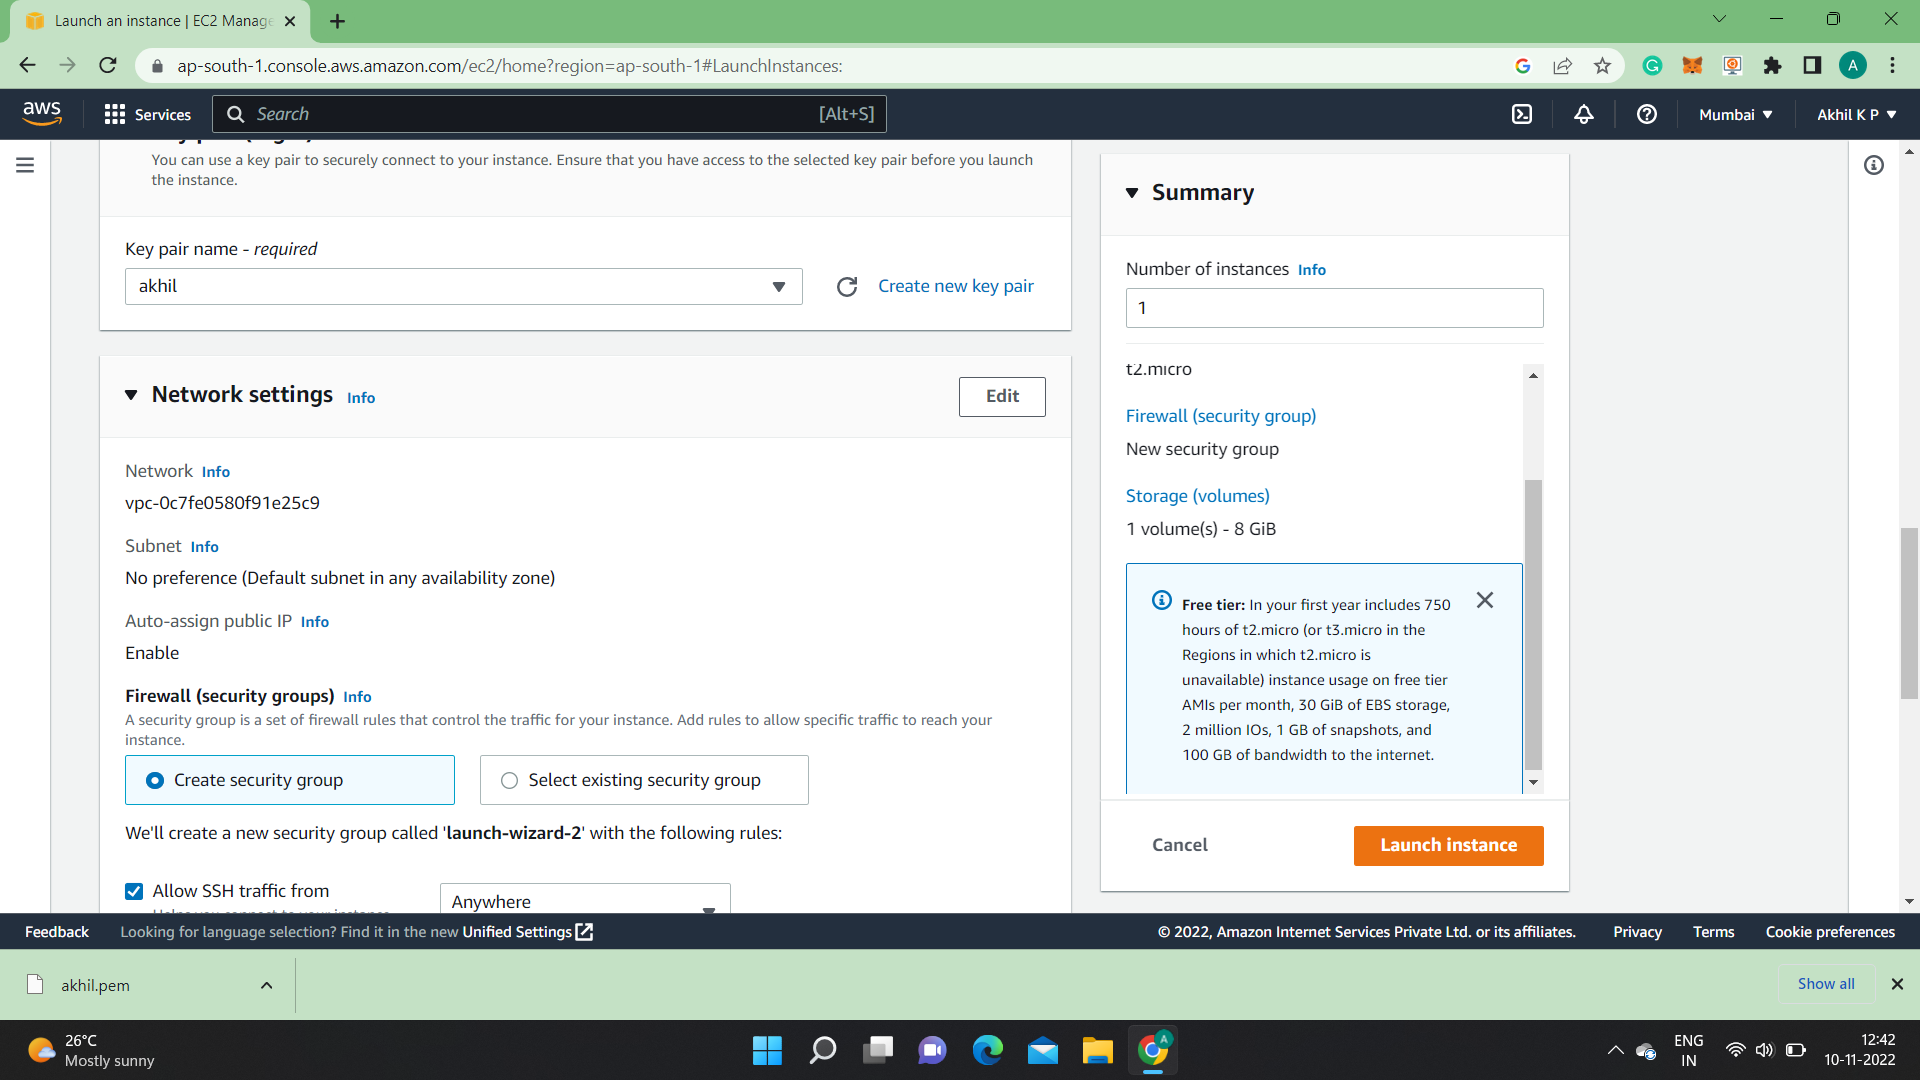 Launch an instance | EC2 Manage
ap-south-1.console.aws.amazon.com/ec2/home?region=ap-south-1#LaunchInstances:
aws
Services
Search
[Alt+S]
Mumbai
Akhil K P
You can use a key pair to securely connect to your instance. Ensure that you have access to the selected key pair before you launch
the instance.
Key pair name - required
akhil
Create new key pair
Network settings Info
Edit
Network Info
vpc-0c7fe0580f91e25c9
Subnet Info
No preference (Default subnet in any availability zone)
Auto-assign public IP Info
Enable
Firewall (security groups) Info
A security group is a set of firewall rules that control the traffic for your instance. Add rules to allow specific traffic to reach your
instance.
Create security group
Select existing security group
We'll create a new security group called 'launch-wizard-2' with the following rules:
Allow SSH traffic from
Anywhere
Summary
Number of instances Info
1
t2.micro
Firewall (security group)
New security group
Storage (volumes)
1 volume(s) - 8 GiB
Free tier: In your first year includes 750
hours of t2.micro (or t3.micro in the
Regions in which t2.micro is
unavailable) instance usage on free tier
AMIs per month, 30 GiB of EBS storage,
2 million IOs, 1 GB of snapshots, and
100 GB of bandwidth to the internet.
Cancel
Launch instance
Feedback
Looking for language selection? Find it in the new Unified Settings
© 2022, Amazon Internet Services Private Ltd. or its affiliates.
Privacy
Terms
Cookie preferences
akhil.pem
Show all
26°C
Mostly sunny
ENG
IN
12:42
10-11-2022